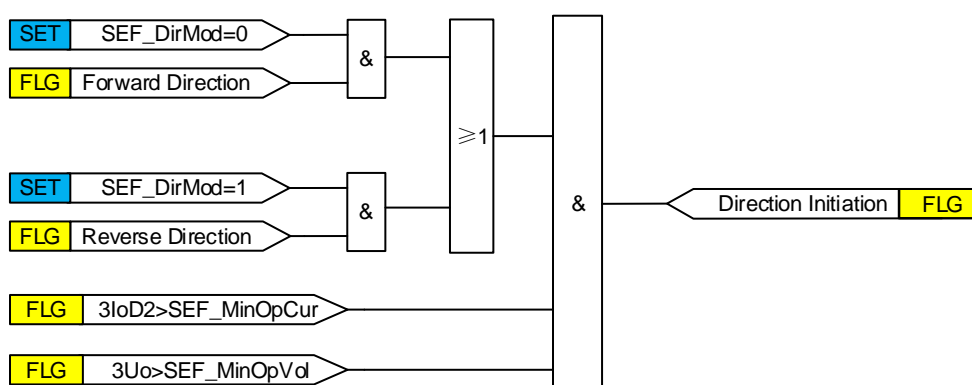 SET SEF_DirMod=0
FLG Forward Direction
&
≥1
SET SEF_DirMod=1
FLG Reverse Direction
&
&
Direction Initiation FLG
FLG 3IoD2>SEF_MinOpCur
FLG 3Uo>SEF_MinOpVol